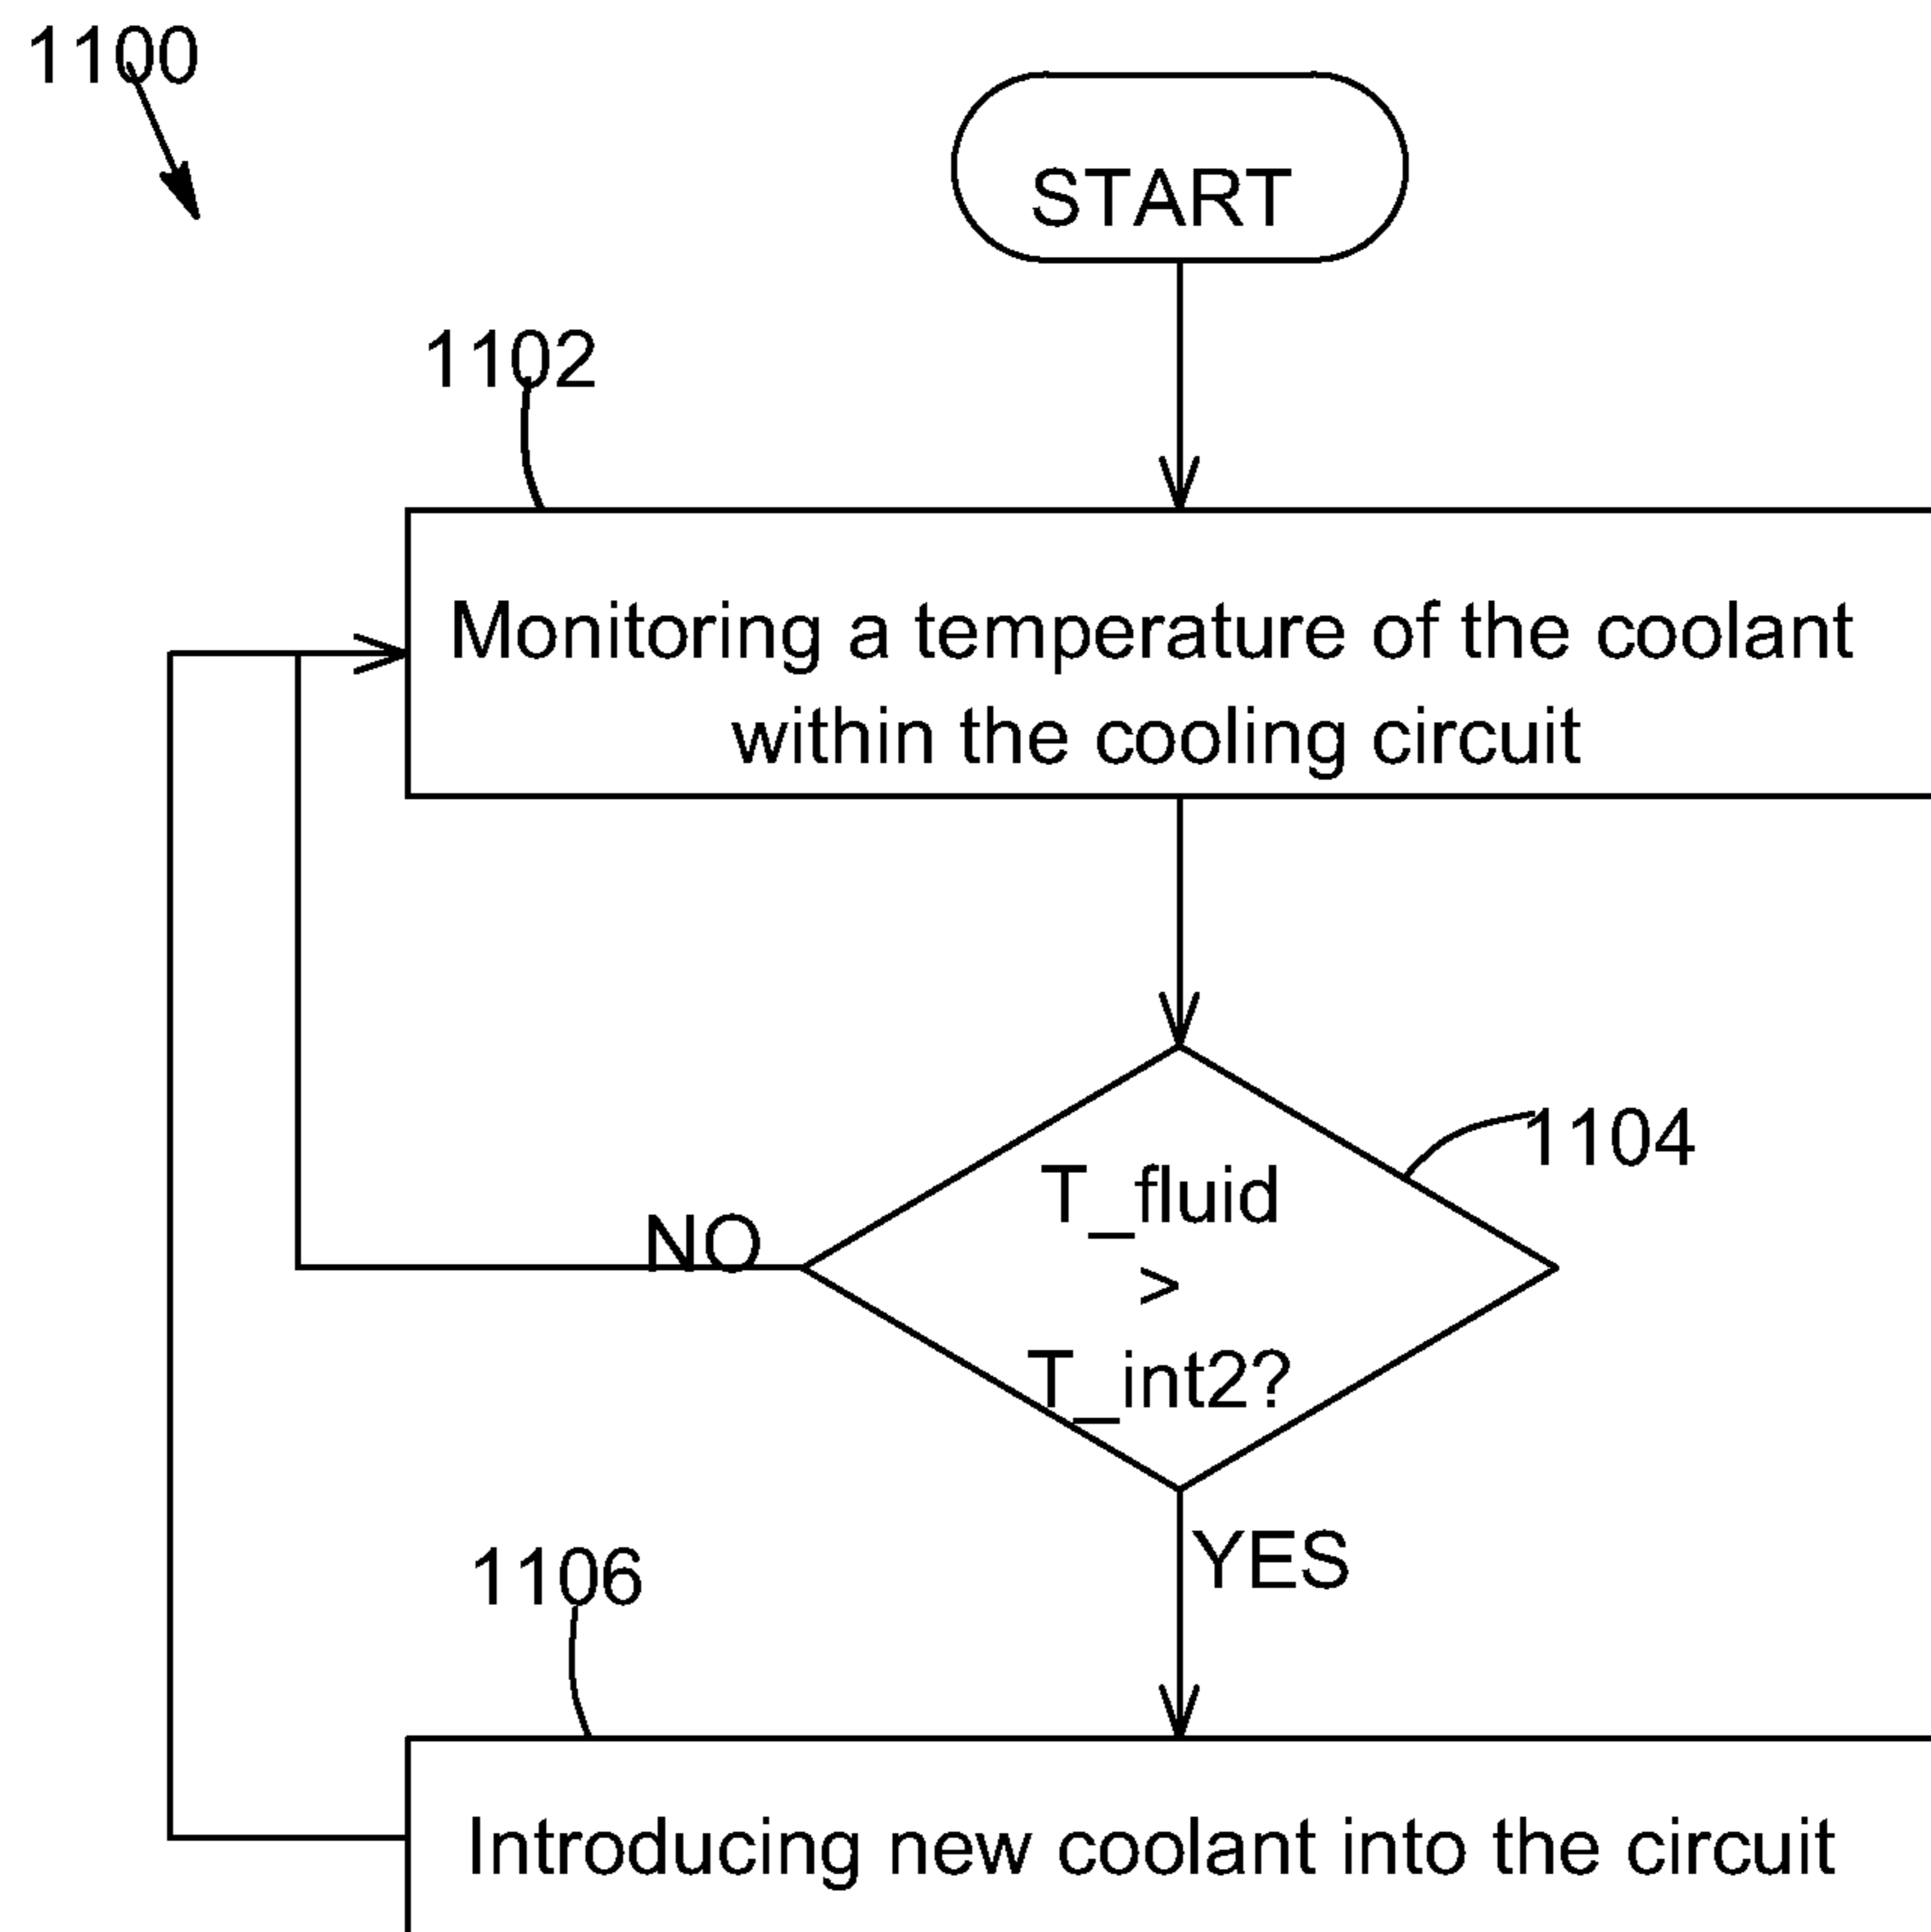 1100
START
1102
Monitoring a temperature of the coolant
within the cooling circuit
1104
T_fluid
>
T_int2?
NO
YES
1106
Introducing new coolant into the circuit